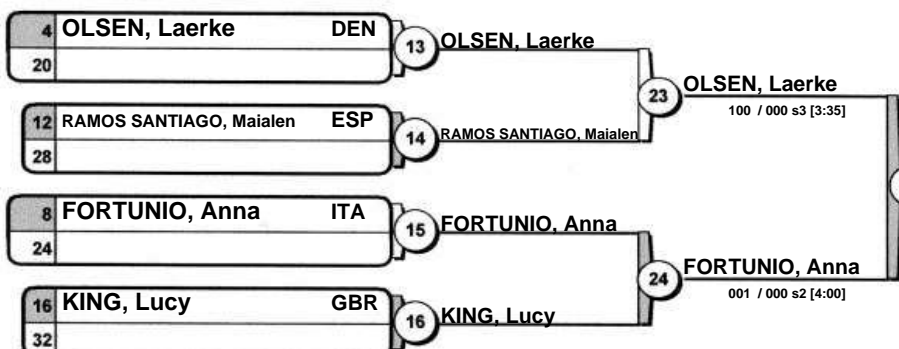 4 OLSEN, Laerke DEN
20
13 OLSEN, Laerke
12 RAMOS SANTIAGO, Maialen ESP
28
14 RAMOS SANTIAGO, Maialen
23 OLSEN, Laerke
100 / 000 s3 [3:35]
8 FORTUNIO, Anna ITA
24
15 FORTUNIO, Anna
16 KING, Lucy GBR
32
16 KING, Lucy
24 FORTUNIO, Anna
001 / 000 s2 [4:00]